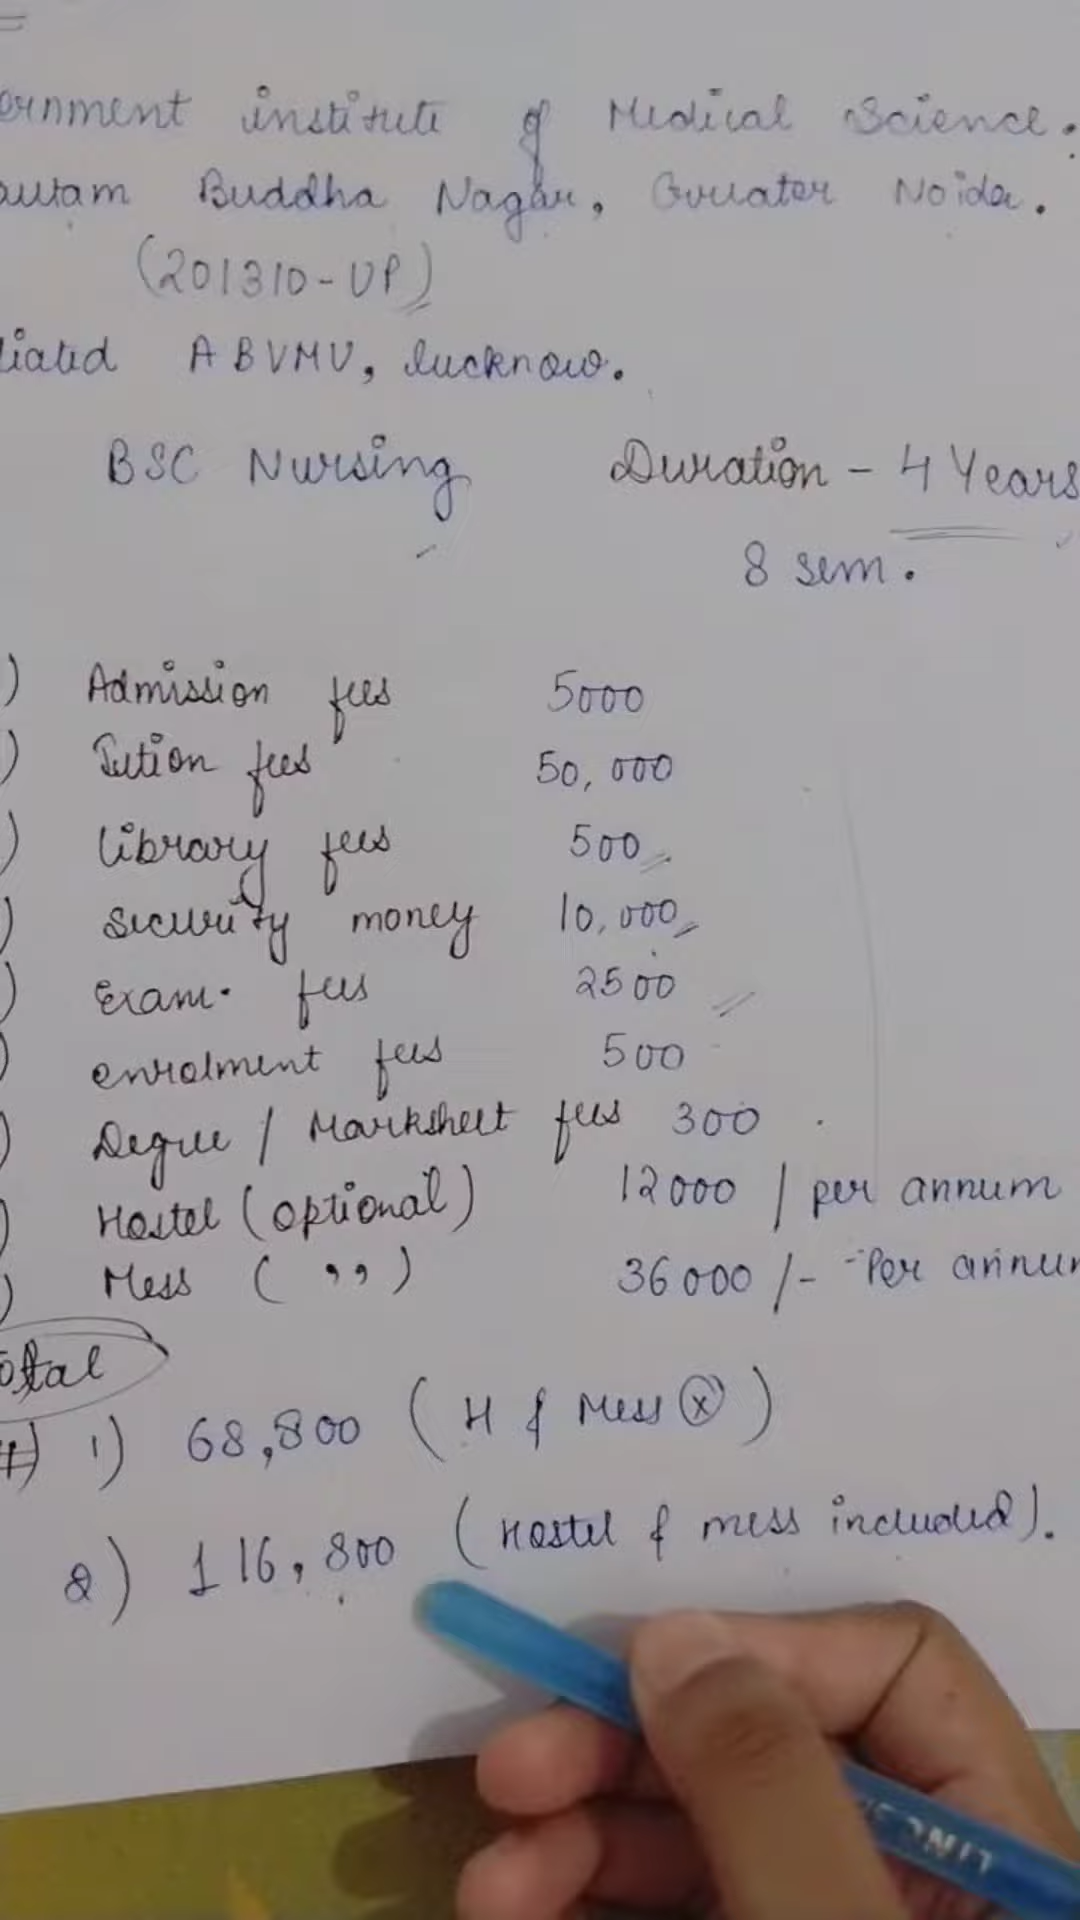 ernment institute of Medical Science.
autam Buddha Nagar, Greater Noida.
(201310-UP)
liated ABVMU, lucknow.
BSC Nursing Duration - 4 Years
8 sem.
) Admission fees 5000
) Tution fees 50,000
) library fees 500
) Security money 10,000
) Exam. fees 2500
) enrolment fees 500
) Degree / Marksheet fees 300
) Hostel (optional) 12000 / per annum
) Mess ( ,, ) 36000 /- Per annum
otal
1) 68,800 ( H & Mess (x) )
2) 116,800 (Hostel & mess included).
LINC